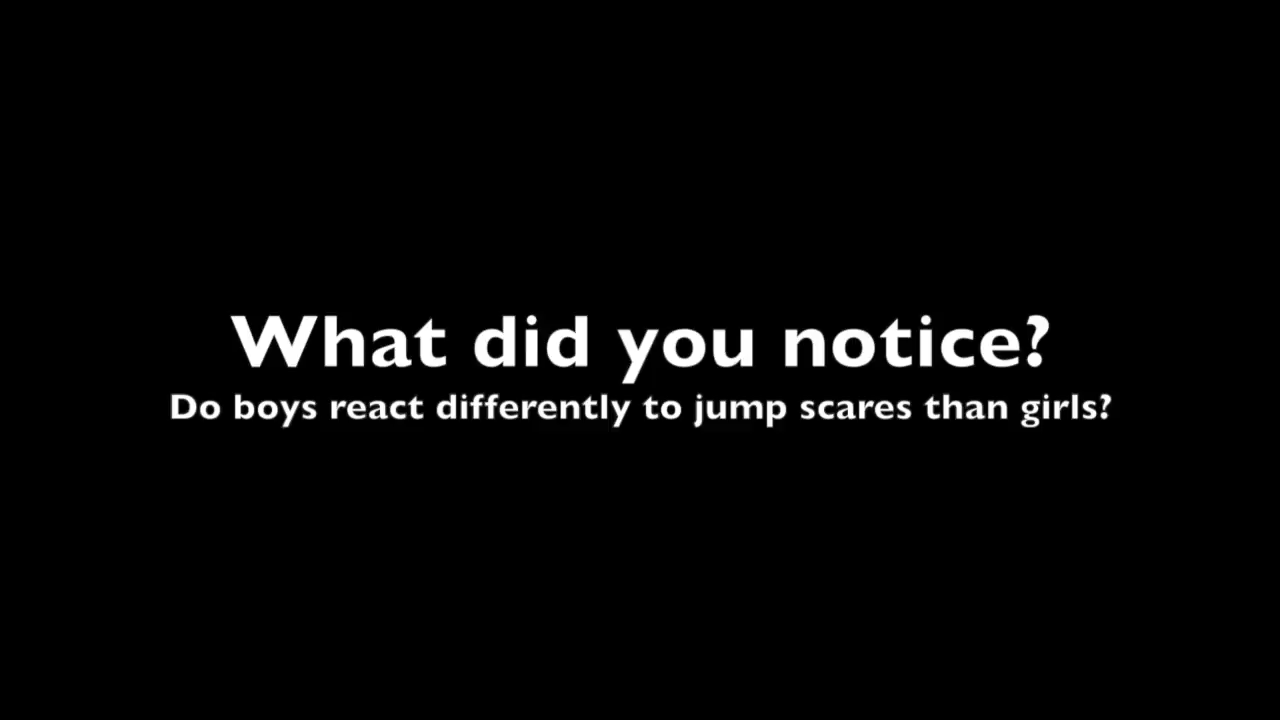 What did you notice?
Do boys react differently to jump scares than girls?